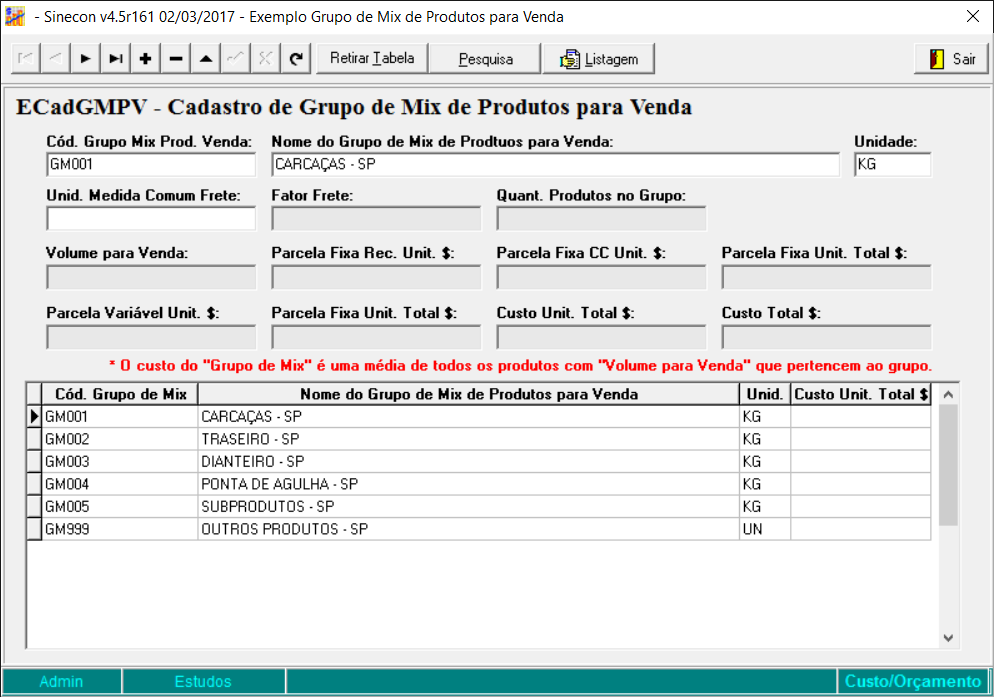 - Sinecon v4.5r161 02/03/2017 - Exemplo Grupo de Mix de Produtos para Venda
Retirar Tabela Pesquisa Listagem Sair
ECadGMPV - Cadastro de Grupo de Mix de Produtos para Venda
Cód. Grupo Mix Prod. Venda: Nome do Grupo de Mix de Prodtuos para Venda: Unidade:
GM001 CARCAÇAS - SP KG
Unid. Medida Comum Frete: Fator Frete: Quant. Produtos no Grupo:
Volume para Venda: Parcela Fixa Rec. Unit. $: Parcela Fixa CC Unit. $: Parcela Fixa Unit. Total $:
Parcela Variável Unit. $: Parcela Fixa Unit. Total $: Custo Unit. Total $: Custo Total $:
* O custo do "Grupo de Mix" é uma média de todos os produtos com "Volume para Venda" que pertencem ao grupo.
Cód. Grupo de Mix Nome do Grupo de Mix de Produtos para Venda Unid. Custo Unit. Total $
GM001 CARCAÇAS - SP KG
GM002 TRASEIRO - SP KG
GM003 DIANTEIRO - SP KG
GM004 PONTA DE AGULHA - SP KG
GM005 SUBPRODUTOS - SP KG
GM999 OUTROS PRODUTOS - SP UN
Admin Estudos Custo/Orçamento